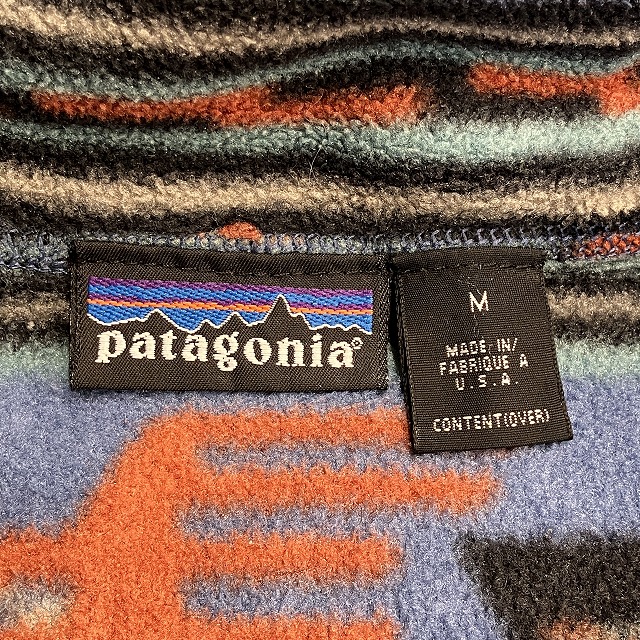 patagonia®
M
MADE IN/
FABRIQUE A
U.S.A.
CONTENT(OVER)